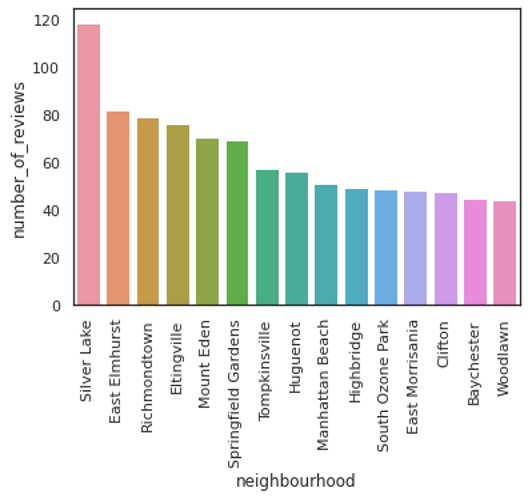 number_of_reviews
120
100
80
60
40
20
0
Silver Lake
East Elmhurst
Richmondtown
Eltingville
Mount Eden
Springfield Gardens
Tompkinsville
Huguenot
Manhattan Beach
Highbridge
South Ozone Park
East Morrisania
Clifton
Baychester
Woodlawn
neighbourhood